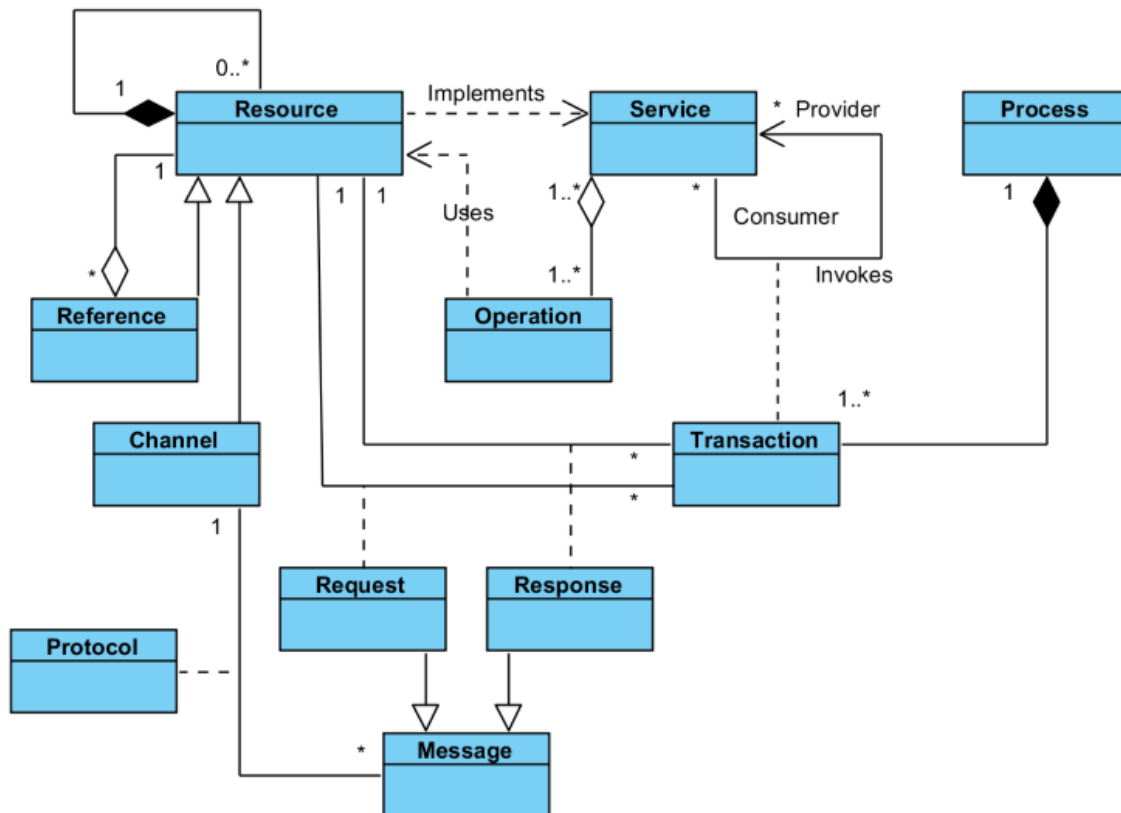 0..*
1
Resource
Implements
Service
* Provider
Process
1
1
1
Uses
1..*
*
Consumer
1
Invokes
*
1..*
Reference
Operation
1..*
Channel
Transaction
*
*
1
Request
Response
Protocol
*
Message